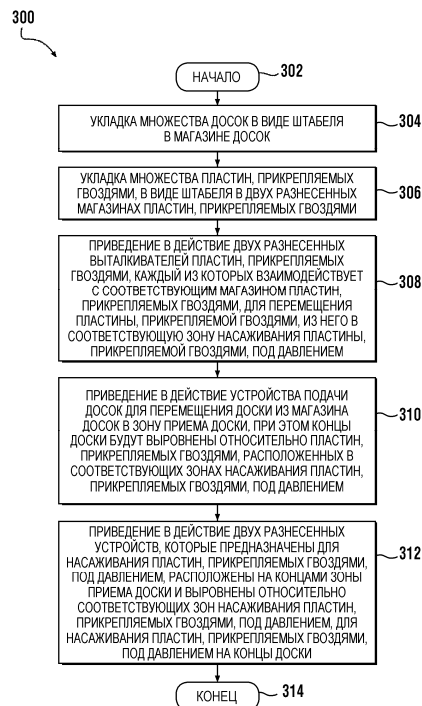 300
НАЧАЛО
302
УКЛАДКА МНОЖЕСТВА ДОСОК В ВИДЕ ШТАБЕЛЯ
В МАГАЗИНЕ ДОСОК
304
УКЛАДКА МНОЖЕСТВА ПЛАСТИН, ПРИКРЕПЛЯЕМЫХ
ГВОЗДЯМИ, В ВИДЕ ШТАБЕЛЯ В ДВУХ РАЗНЕСЕННЫХ
МАГАЗИНАХ ПЛАСТИН, ПРИКРЕПЛЯЕМЫХ ГВОЗДЯМИ
306
ПРИВЕДЕНИЕ В ДЕЙСТВИЕ ДВУХ РАЗНЕСЕННЫХ
ВЫТАЛКИВАТЕЛЕЙ ПЛАСТИН, ПРИКРЕПЛЯЕМЫХ
ГВОЗДЯМИ, КАЖДЫЙ ИЗ КОТОРЫХ ВЗАИМОДЕЙСТВУЕТ
С СООТВЕТСТВУЮЩИМ МАГАЗИНОМ ПЛАСТИН,
ПРИКРЕПЛЯЕМЫХ ГВОЗДЯМИ, ДЛЯ ПЕРЕМЕЩЕНИЯ
ПЛАСТИНЫ, ПРИКРЕПЛЯЕМОЙ ГВОЗДЯМИ, ИЗ НЕГО В
СООТВЕТСТВУЮЩУЮ ЗОНУ НАСАЖИВАНИЯ ПЛАСТИНЫ,
ПРИКРЕПЛЯЕМОЙ ГВОЗДЯМИ, ПОД ДАВЛЕНИЕМ
308
ПРИВЕДЕНИЕ В ДЕЙСТВИЕ УСТРОЙСТВА ПОДАЧИ
ДОСОК ДЛЯ ПЕРЕМЕЩЕНИЯ ДОСКИ ИЗ МАГАЗИНА
ДОСОК В ЗОНУ ПРИЕМА ДОСКИ, ПРИ ЭТОМ КОНЦЫ
ДОСКИ БУДУТ ВЫРОВНЕНЫ ОТНОСИТЕЛЬНО ПЛАСТИН,
ПРИКРЕПЛЯЕМЫХ ГВОЗДЯМИ, РАСПОЛОЖЕННЫХ В
СООТВЕТСТВУЮЩИХ ЗОНАХ НАСАЖИВАНИЯ ПЛАСТИН,
ПРИКРЕПЛЯЕМЫХ ГВОЗДЯМИ, ПОД ДАВЛЕНИЕМ
310
ПРИВЕДЕНИЕ В ДЕЙСТВИЕ ДВУХ РАЗНЕСЕННЫХ
УСТРОЙСТВ, КОТОРЫЕ ПРЕДНАЗНАЧЕНЫ ДЛЯ
НАСАЖИВАНИЯ ПЛАСТИН, ПРИКРЕПЛЯЕМЫХ ГВОЗДЯМИ,
ПОД ДАВЛЕНИЕМ, РАСПОЛОЖЕНЫ НА КОНЦАМИ ЗОНЫ
ПРИЕМА ДОСКИ И ВЫРОВНЕНЫ ОТНОСИТЕЛЬНО
СООТВЕТСТВУЮЩИХ ЗОН НАСАЖИВАНИЯ ПЛАСТИН,
ПРИКРЕПЛЯЕМЫХ ГВОЗДЯМИ, ПОД ДАВЛЕНИЕМ, ДЛЯ
НАСАЖИВАНИЯ ПЛАСТИН, ПРИКРЕПЛЯЕМЫХ ГВОЗДЯМИ,
ПОД ДАВЛЕНИЕМ НА КОНЦЫ ДОСКИ
312
КОНЕЦ
314